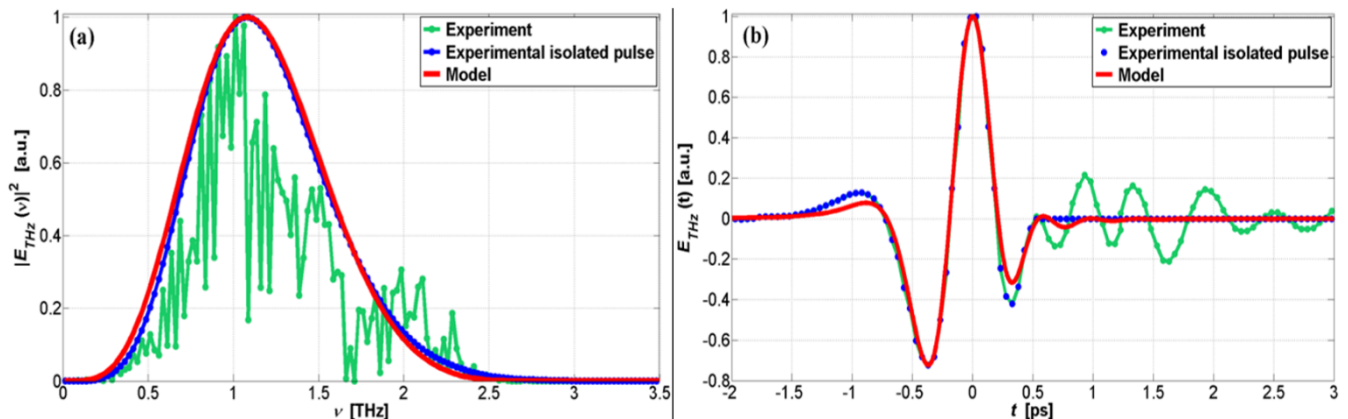 (a)
Experiment
Experimental isolated pulse
Model
|E_THz (ν)|² [a.u.]
1
0.8
0.6
0.4
0.2
0
0 0.5 1 1.5 2 2.5 3 3.5
ν [THz]
(b)
Experiment
Experimental isolated pulse
Model
E_THz (t) [a.u.]
1
0.8
0.6
0.4
0.2
0
-0.2
-0.4
-0.6
-0.8
-2 -1.5 -1 -0.5 0 0.5 1 1.5 2 2.5 3
t [ps]